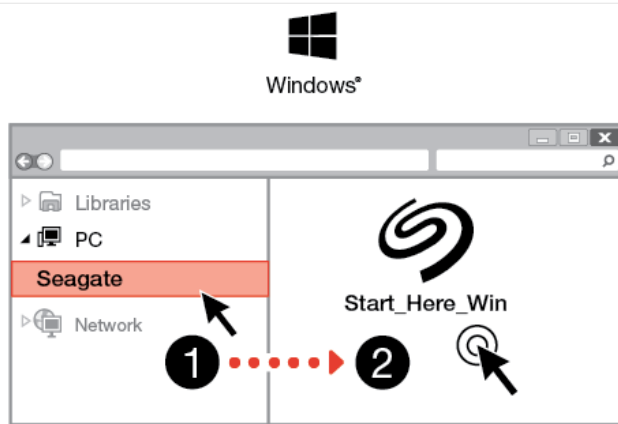 Windows®
Libraries
PC
Seagate
Start_Here_Win
Network
1
2